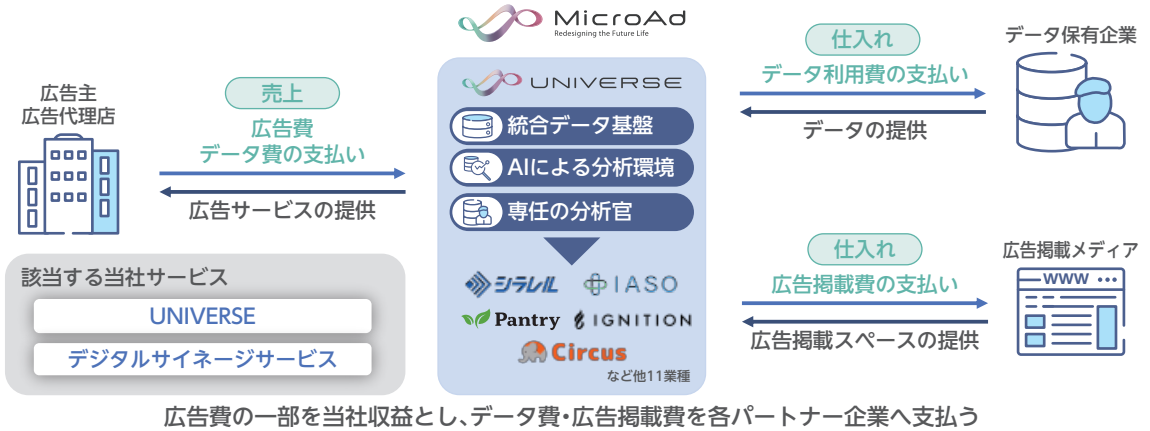 MicroAd
Redesigning the Future Life
広告主
広告代理店
売上
広告費
データ費の支払い
広告サービスの提供
該当する当社サービス
UNIVERSE
デジタルサイネージサービス
UNIVERSE
統合データ基盤
AIによる分析環境
専任の分析官
シラレル
IASO
Pantry
IGNITION
Circus
など他11業種
仕入れ
データ利用費の支払い
データの提供
データ保有企業
仕入れ
広告掲載費の支払い
広告掲載スペースの提供
広告掲載メディア
WWW
広告費の一部を当社収益とし、データ費・広告掲載費を各パートナー企業へ支払う